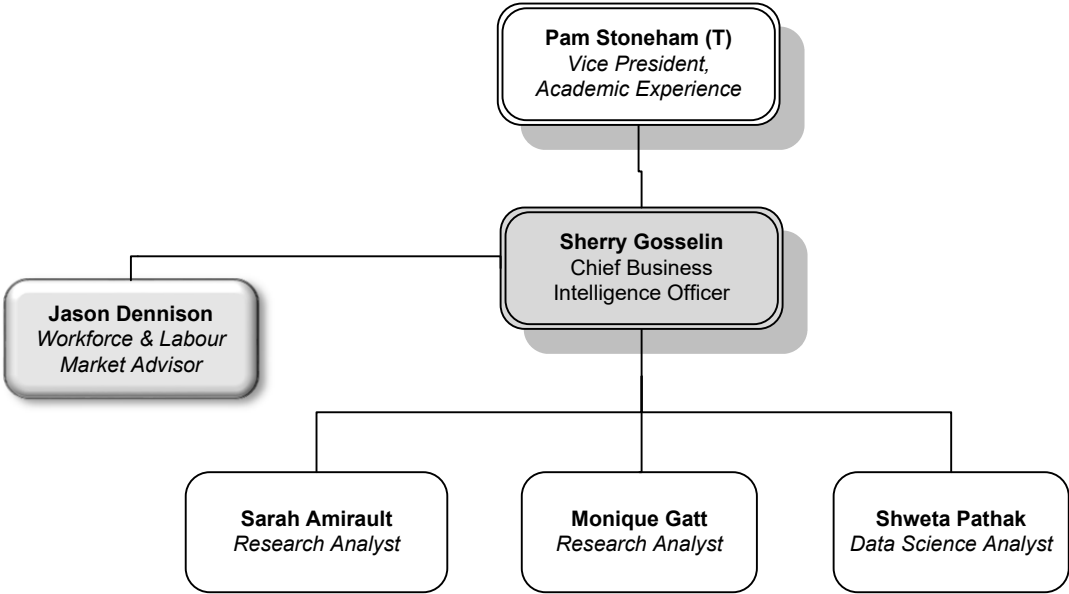 Pam Stoneham (T)
Vice President,
Academic Experience
Sherry Gosselin
Chief Business
Intelligence Officer
Jason Dennison
Workforce & Labour
Market Advisor
Sarah Amirault
Research Analyst
Monique Gatt
Research Analyst
Shweta Pathak
Data Science Analyst